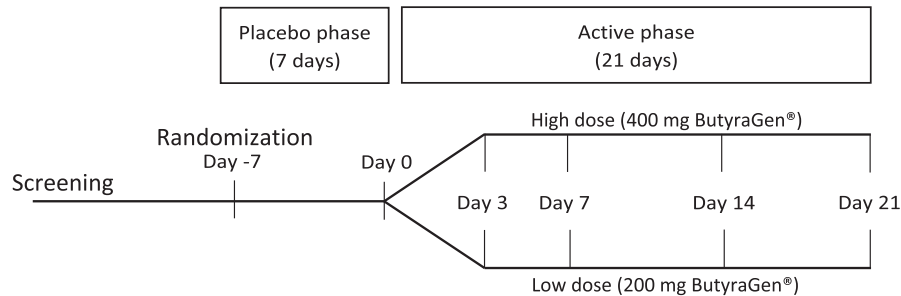 Placebo phase
(7 days)
Active phase
(21 days)
High dose (400 mg ButyraGen®)
Randomization
Day -7
Day 0
Screening
Day 3
Day 7
Day 14
Day 21
Low dose (200 mg ButyraGen®)